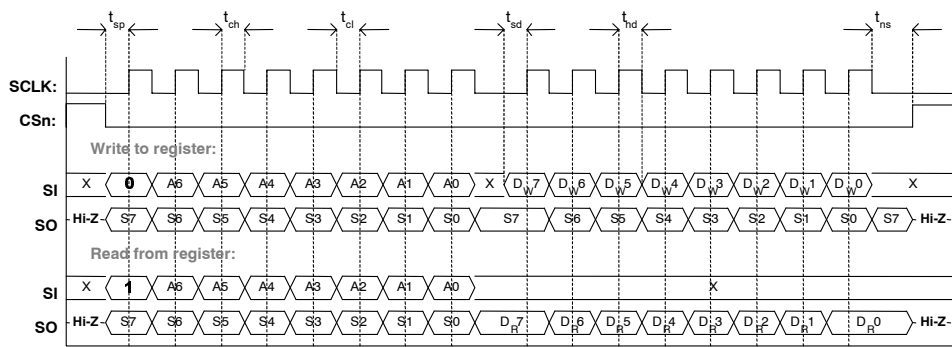 tsp tch tcl tsd thd tns
SCLK:
CSn:
Write to register:
SI X 0 A6 A5 A4 A3 A2 A1 A0 X DW7 DW6 DW5 DW4 DW3 DW2 DW1 DW0 X
SO Hi-Z S7 S6 S5 S4 S3 S2 S1 S0 S7 S6 S5 S4 S3 S2 S1 S0 S7 Hi-Z
Read from register:
SI X 1 A6 A5 A4 A3 A2 A1 A0 X
SO Hi-Z S7 S6 S5 S4 S3 S2 S1 S0 DR7 DR6 DR5 DR4 DR3 DR2 DR1 DR0 Hi-Z